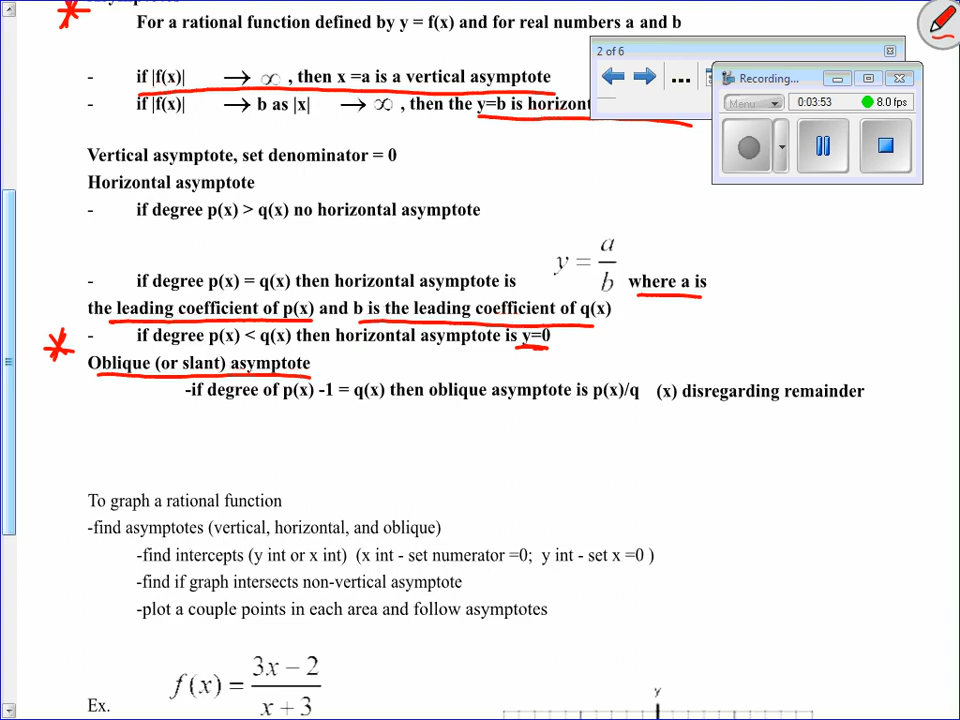 For a rational function defined by y = f(x) and for real numbers a and b
2 of 6
- if |f(x)| → ∞ , then x =a is a vertical asymptote
Recording...
- if |f(x)| → b as |x| → ∞ , then the y=b is horizont
Menu 0:03:53 8.0 fps
Vertical asymptote, set denominator = 0
Horizontal asymptote
- if degree p(x) > q(x) no horizontal asymptote
- if degree p(x) = q(x) then horizontal asymptote is y = a/b where a is
the leading coefficient of p(x) and b is the leading coefficient of q(x)
- if degree p(x) < q(x) then horizontal asymptote is y=0
Oblique (or slant) asymptote
-if degree of p(x) -1 = q(x) then oblique asymptote is p(x)/q (x) disregarding remainder
To graph a rational function
-find asymptotes (vertical, horizontal, and oblique)
-find intercepts (y int or x int) (x int - set numerator =0; y int - set x =0 )
-find if graph intersects non-vertical asymptote
-plot a couple points in each area and follow asymptotes
Ex. f(x) = 3x − 2 / x + 3
y